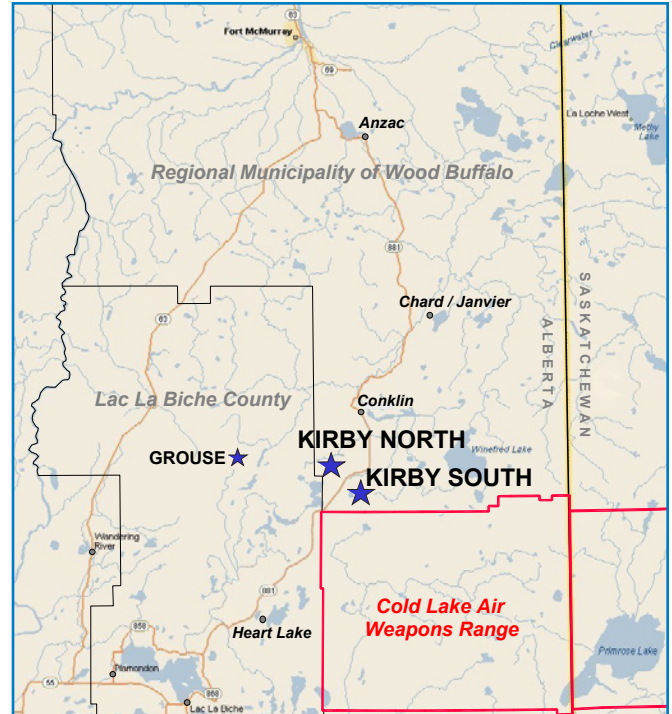 63
Fort McMurray
Clearwater
69
La Loche West
Anzac
Methy
Lake
Regional Municipality of Wood Buffalo
881
SASKATCHEWAN
Chard / Janvier
63
ALBERTA
Lac La Biche County
Conklin
KIRBY NORTH
Winefred Lake
GROUSE
KIRBY SOUTH
Wandering
River
881
Cold Lake Air
Weapons Range
Heart Lake
858
Primrose Lake
Plamondon
55
868
Lac La Biche